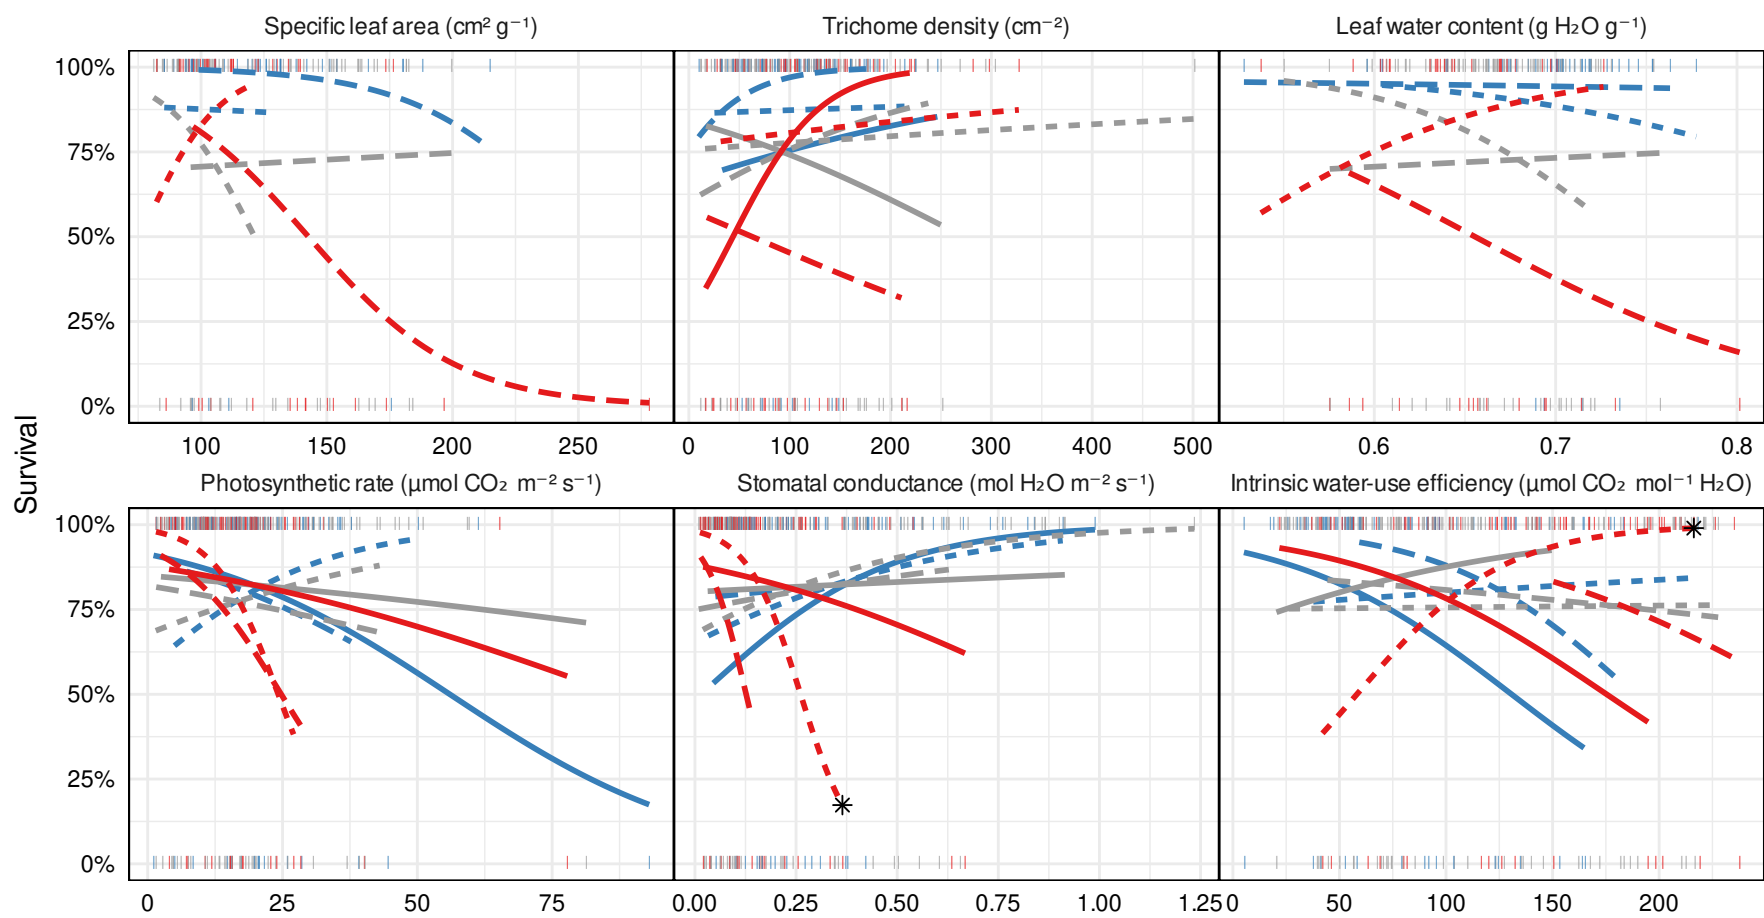 Specific leaf area (cm² g⁻¹)
Trichome density (cm⁻²)
Leaf water content (g H₂O g⁻¹)
100%
75%
50%
25%
0%
100 150 200 250
0 100 200 300 400 500
0.6 0.7 0.8
Survival
Photosynthetic rate (µmol CO₂ m⁻² s⁻¹)
Stomatal conductance (mol H₂O m⁻² s⁻¹)
Intrinsic water-use efficiency (µmol CO₂ mol⁻¹ H₂O)
100%
75%
50%
25%
0%
0 25 50 75
0.00 0.25 0.50 0.75 1.00 1.25
0 50 100 150 200